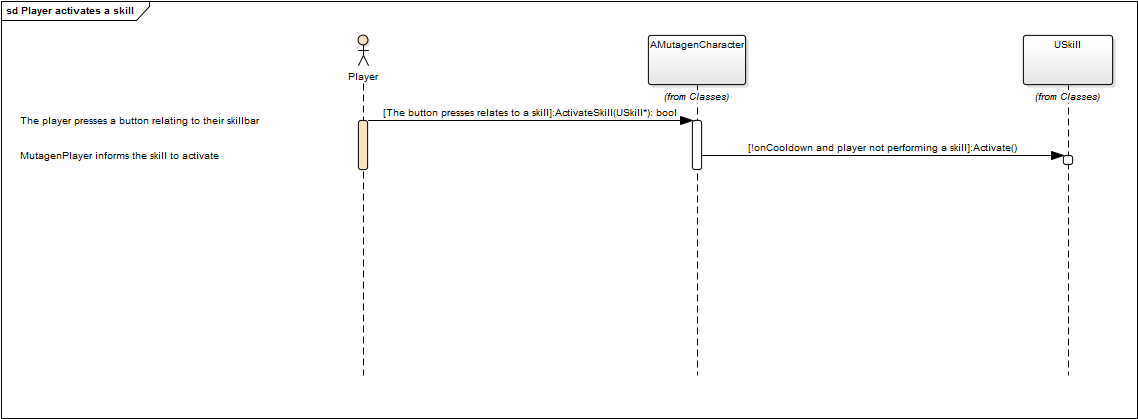 sd Player activates a skill
Player
AMutagenCharacter
(from Classes)
USkill
(from Classes)
The player presses a button relating to their skillbar
[The button presses relates to a skill]:ActivateSkill(USkill*): bool
MutagenPlayer informs the skill to activate
[!onCooldown and player not performing a skill]:Activate()